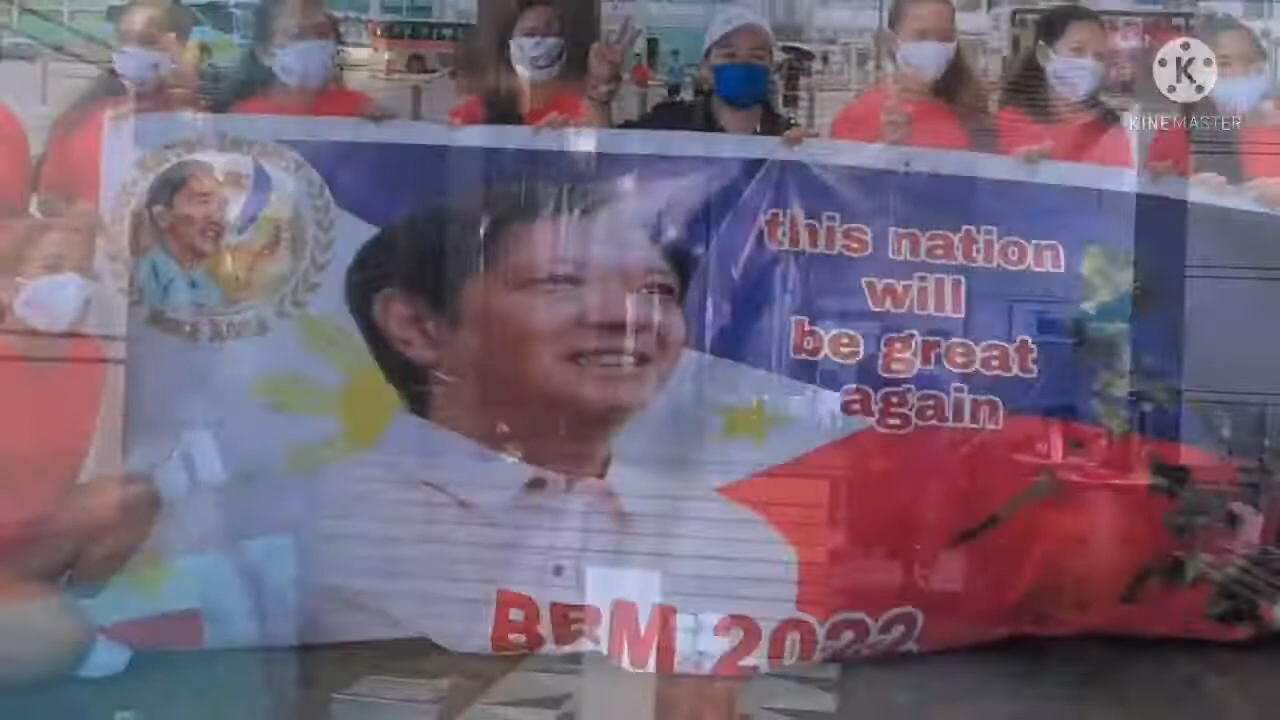 KINEMASTER
this nation
will
be great
again
BBM 2022